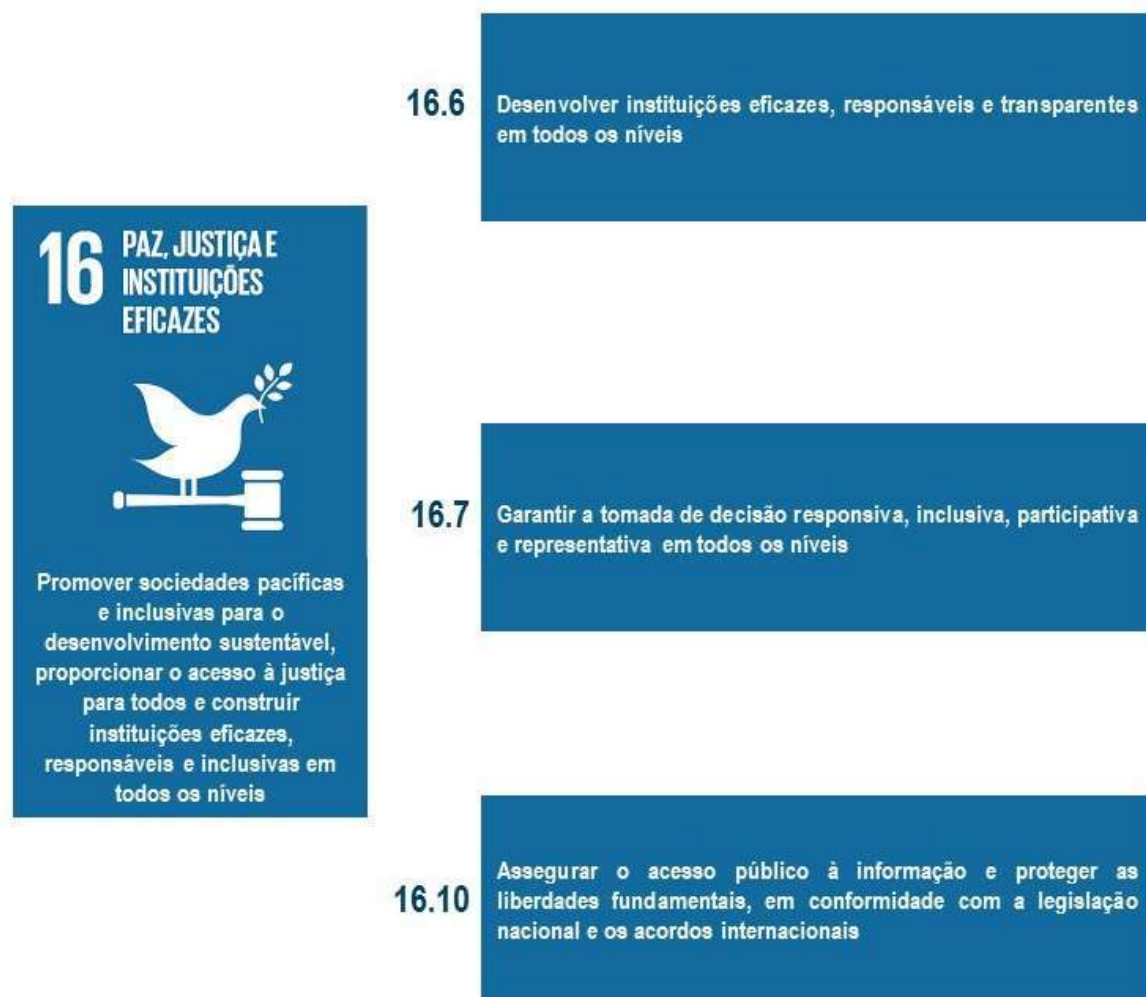 16.6
Desenvolver instituições eficazes, responsáveis e transparentes
em todos os níveis
16 PAZ, JUSTIÇA E
INSTITUIÇÕES
EFICAZES
Promover sociedades pacíficas
e inclusivas para o
desenvolvimento sustentável,
proporcionar o acesso à justiça
para todos e construir
instituições eficazes,
responsáveis e inclusivas em
todos os níveis
16.7
Garantir a tomada de decisão responsiva, inclusiva, participativa
e representativa em todos os níveis
16.10
Assegurar o acesso público à informação e proteger as
liberdades fundamentais, em conformidade com a legislação
nacional e os acordos internacionais